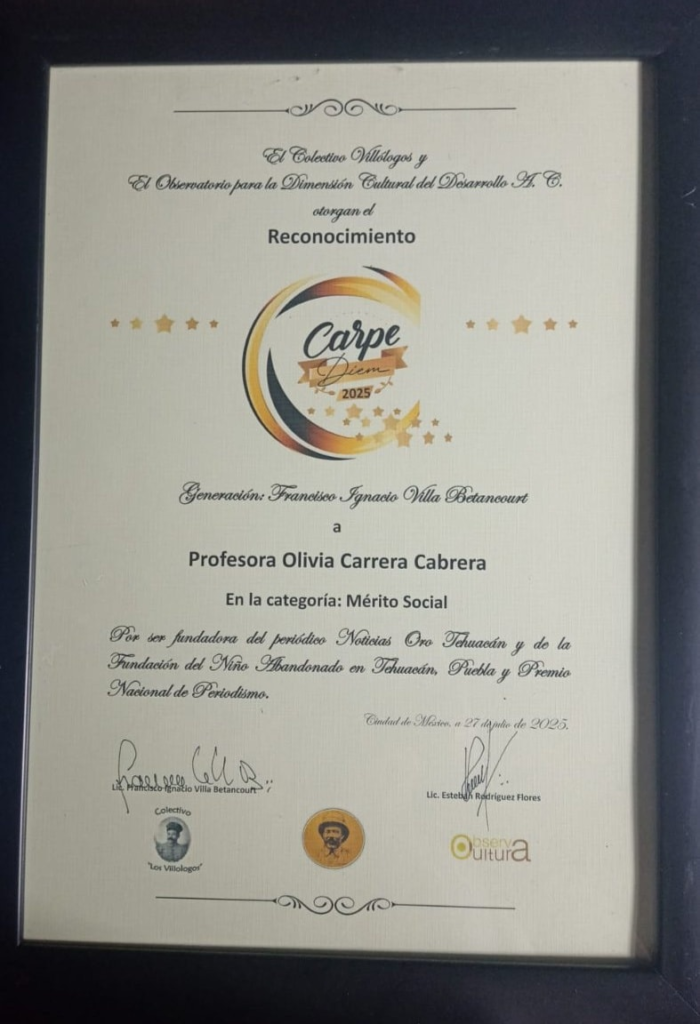 El Colectivo Villólogos y
El Observatorio para la Dimensión Cultural del Desarrollo A. C.
otorgan el
Reconocimiento
Carpe
Diem
2025
Generación: Francisco Ignacio Villa Betancourt
a
Profesora Olivia Carrera Cabrera
En la categoría: Mérito Social
Por ser fundadora del periódico Noticias Oro Tehuacán y de la
Fundación del Niño Abandonado en Tehuacán, Puebla y Premio
Nacional de Periodismo.
Ciudad de México, a 27 de julio de 2025.
Lic. Francisco Ignacio Villa Betancourt
Lic. Esteban Rodríguez Flores
Colectivo
"Los Villologos"
Observa
Cultura